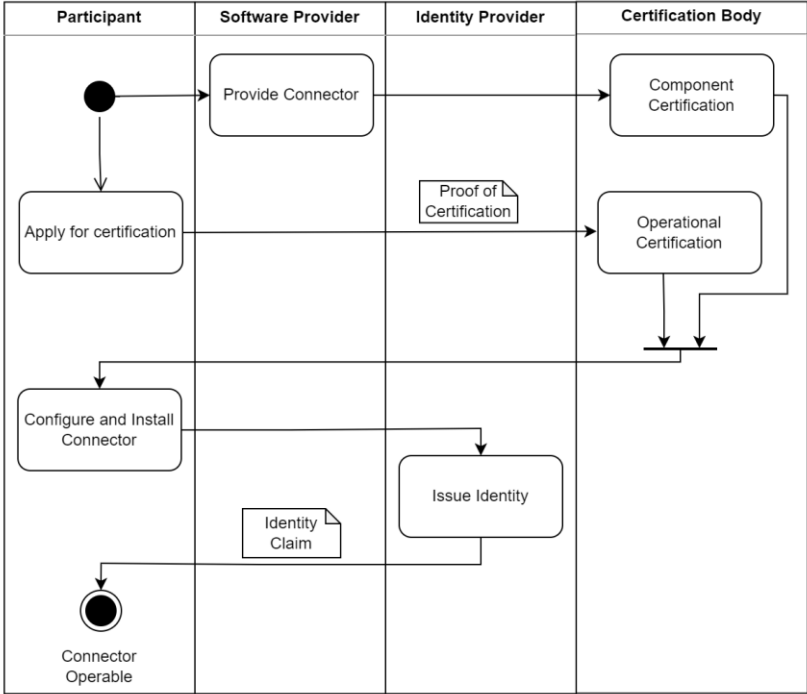 Participant
Software Provider
Identity Provider
Certification Body
Provide Connector
Component
Certification
Apply for certification
Proof of
Certification
Operational
Certification
Configure and Install
Connector
Issue Identity
Identity
Claim
Connector
Operable